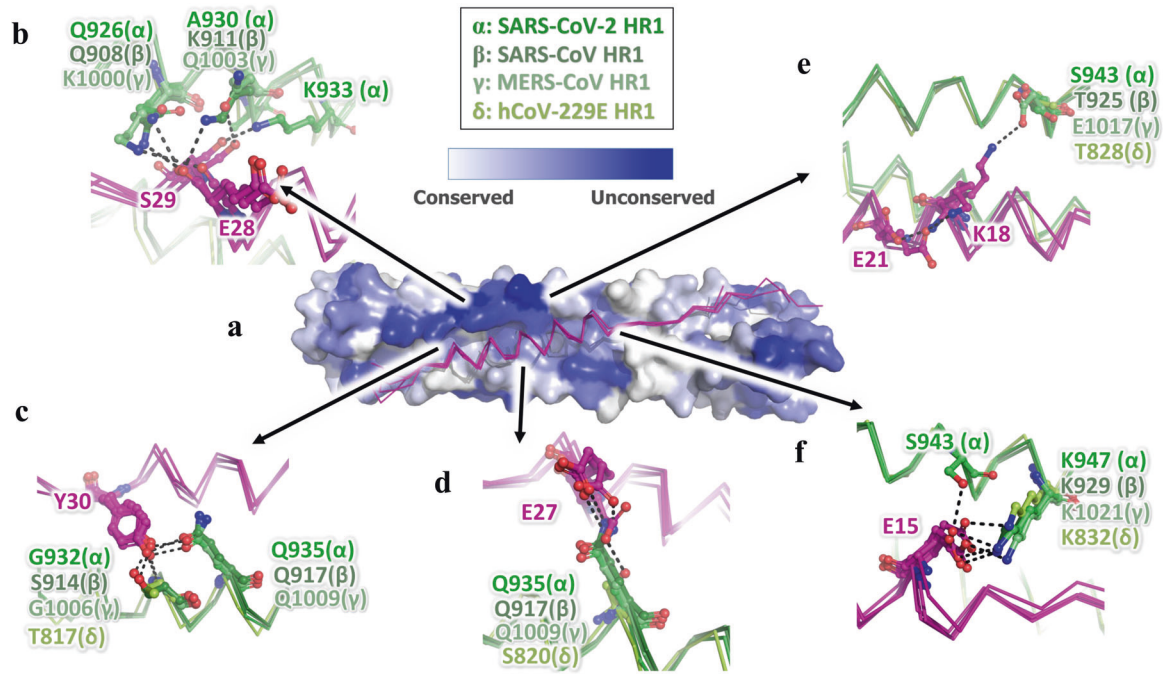 b
Q926(α)
Q908(β)
K1000(γ)
A930 (α)
K911(β)
Q1003(γ)
K933 (α)
S29
E28
α: SARS-CoV-2 HR1
β: SARS-CoV HR1
γ: MERS-CoV HR1
δ: hCoV-229E HR1
Conserved
Unconserved
e
S943 (α)
T925 (β)
E1017(γ)
T828(δ)
K18
E21
a
c
Y30
G932(α)
S914(β)
G1006(γ)
T817(δ)
Q935(α)
Q917(β)
Q1009(γ)
d
E27
Q935(α)
Q917(β)
Q1009(γ)
S820(δ)
f
S943 (α)
K947 (α)
K929 (β)
K1021(γ)
K832(δ)
E15